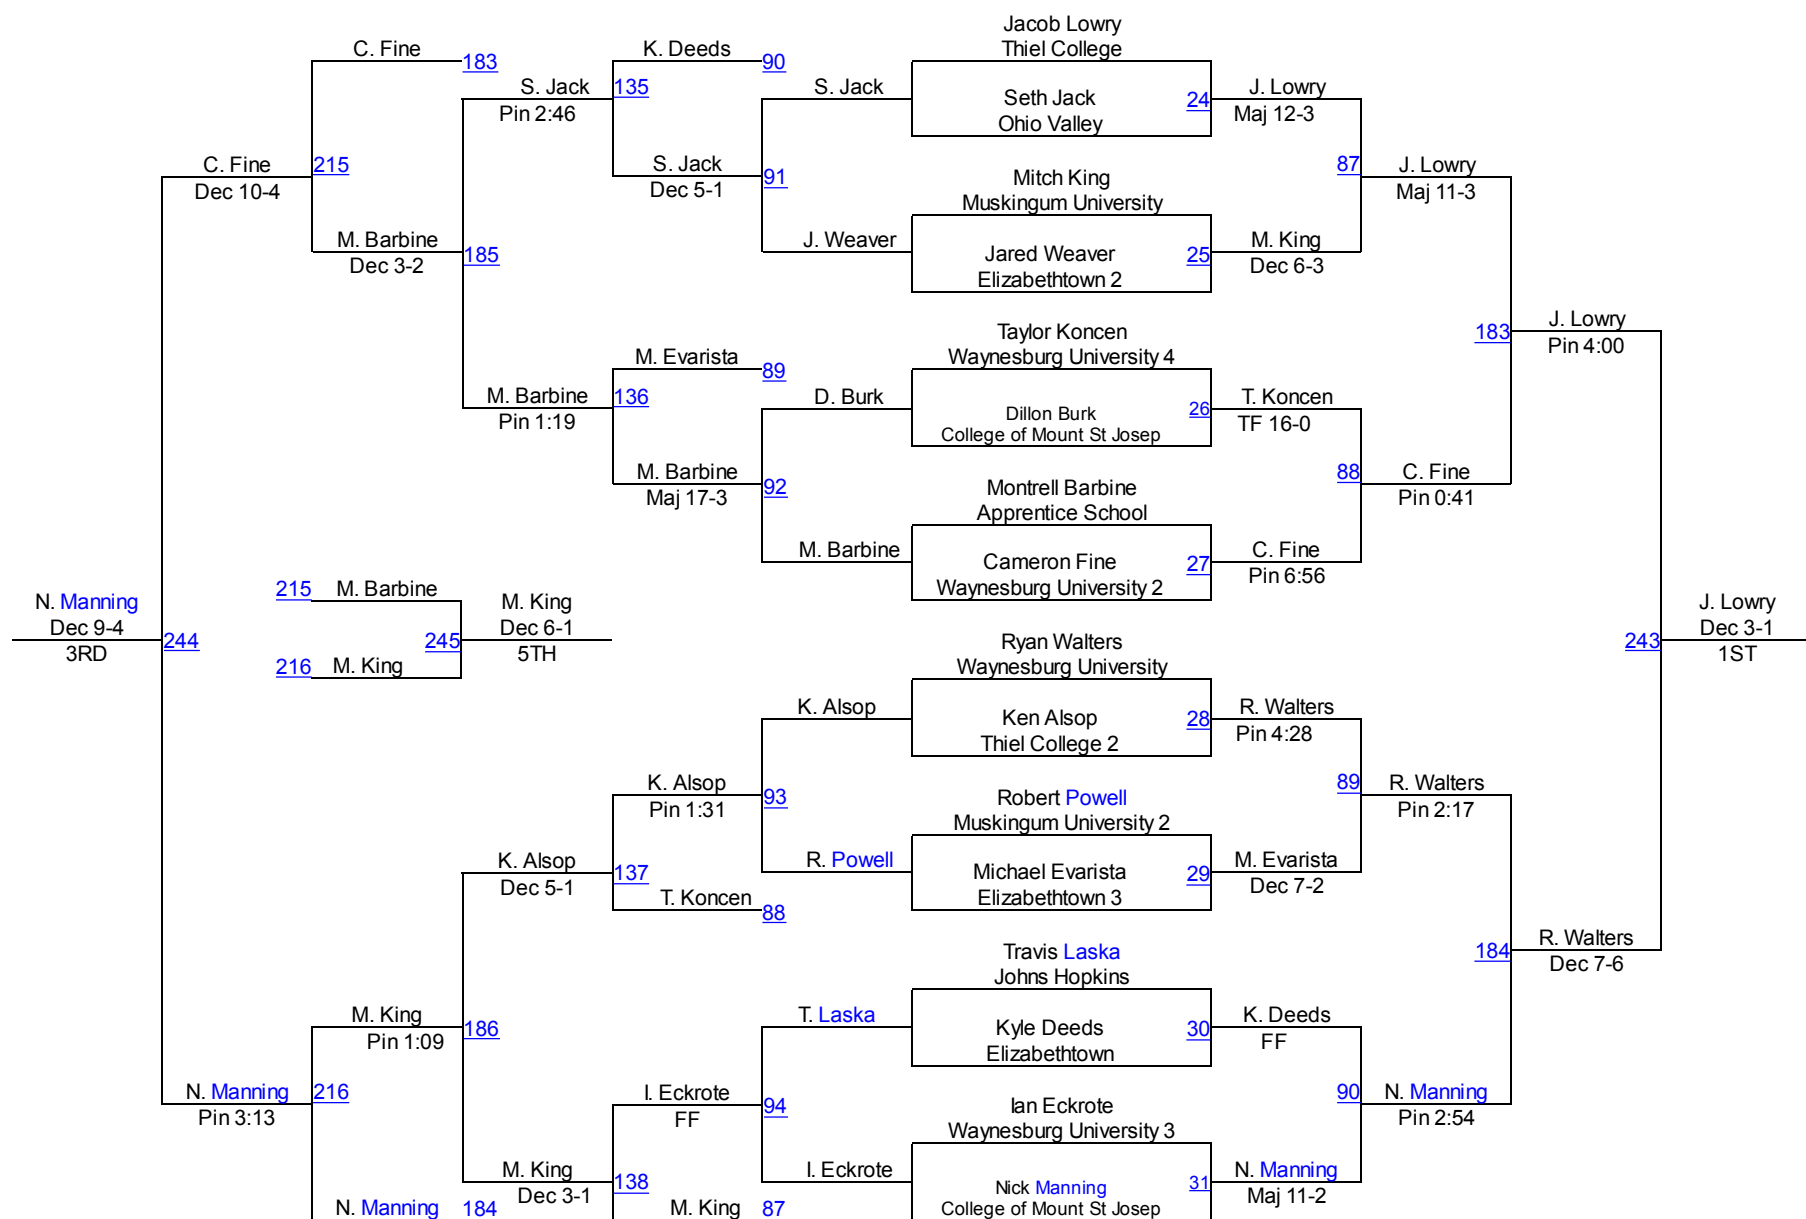 Jacob Lowry
C. Fine
K. Deeds
Thiel College
183
90
S. Jack
135
S. Jack
Seth Jack
24
J. Lowry
Pin 2:46
Ohio Valley
Maj 12-3
C. Fine
215
S. Jack
91
Mitch King
87
J. Lowry
Dec 10-4
Dec 5-1
Muskingum University
Maj 11-3
M. Barbine
185
J. Weaver
Jared Weaver
25
M. King
Dec 3-2
Elizabethtown 2
Dec 6-3
Taylor Koncen
183
J. Lowry
M. Evarista
89
Waynesburg University 4
Pin 4:00
M. Barbine
136
D. Burk
Dillon Burk
26
T. Koncen
Pin 1:19
College of Mount St Josep
TF 16-0
M. Barbine
92
Montrell Barbine
88
C. Fine
Maj 17-3
Apprentice School
Pin 0:41
M. Barbine
Cameron Fine
27
C. Fine
Waynesburg University 2
Pin 6:56
N. Manning
215
M. Barbine
M. King
J. Lowry
Dec 9-4
244
245
Dec 6-1
Ryan Walters
243
Dec 3-1
3RD
216
M. King
5TH
Waynesburg University
1ST
K. Alsop
Ken Alsop
28
R. Walters
Thiel College 2
Pin 4:28
K. Alsop
93
Robert Powell
89
R. Walters
Pin 1:31
Muskingum University 2
Pin 2:17
K. Alsop
137
R. Powell
Michael Evarista
29
M. Evarista
Dec 5-1
Elizabethtown 3
Dec 7-2
T. Koncen
88
Travis Laska
184
R. Walters
Johns Hopkins
Dec 7-6
M. King
186
T. Laska
Kyle Deeds
30
K. Deeds
Pin 1:09
Elizabethtown
FF
N. Manning
216
I. Eckrote
94
Ian Eckrote
90
N. Manning
Pin 3:13
FF
Waynesburg University 3
Pin 2:54
M. King
138
I. Eckrote
Nick Manning
31
N. Manning
Dec 3-1
College of Mount St Josep
Maj 11-2
N. Manning
184
M. King
87